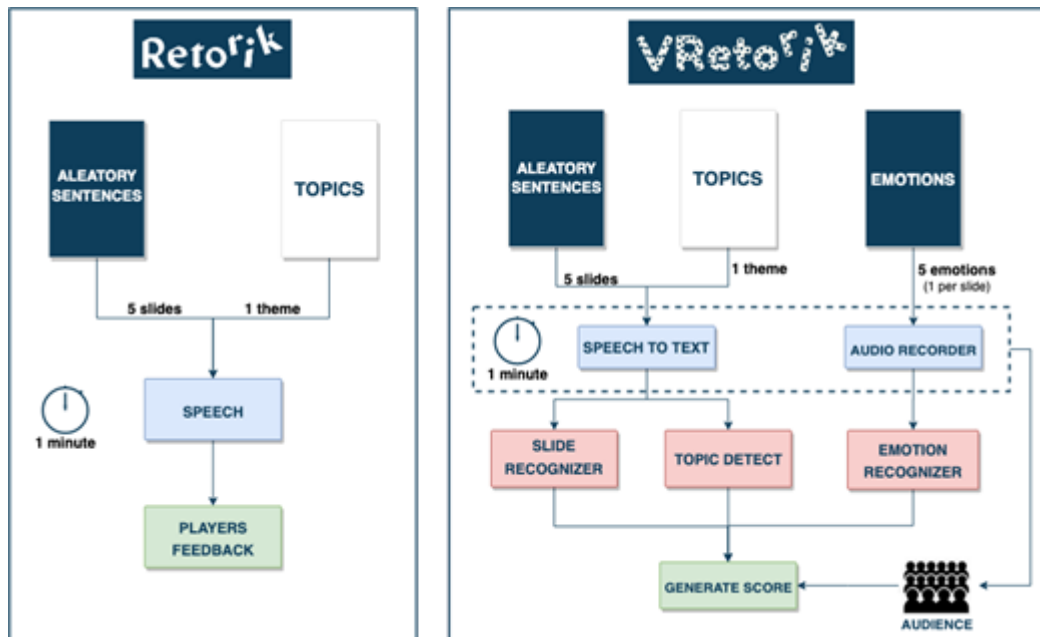 Retorik
ALEATORY
SENTENCES
TOPICS
5 slides
1 theme
1 minute
SPEECH
PLAYERS
FEEDBACK
VRetorik
ALEATORY
SENTENCES
TOPICS
EMOTIONS
5 slides
1 theme
5 emotions
(1 per slide)
1 minute
SPEECH TO TEXT
AUDIO RECORDER
SLIDE
RECOGNIZER
TOPIC DETECT
EMOTION
RECOGNIZER
GENERATE SCORE
AUDIENCE